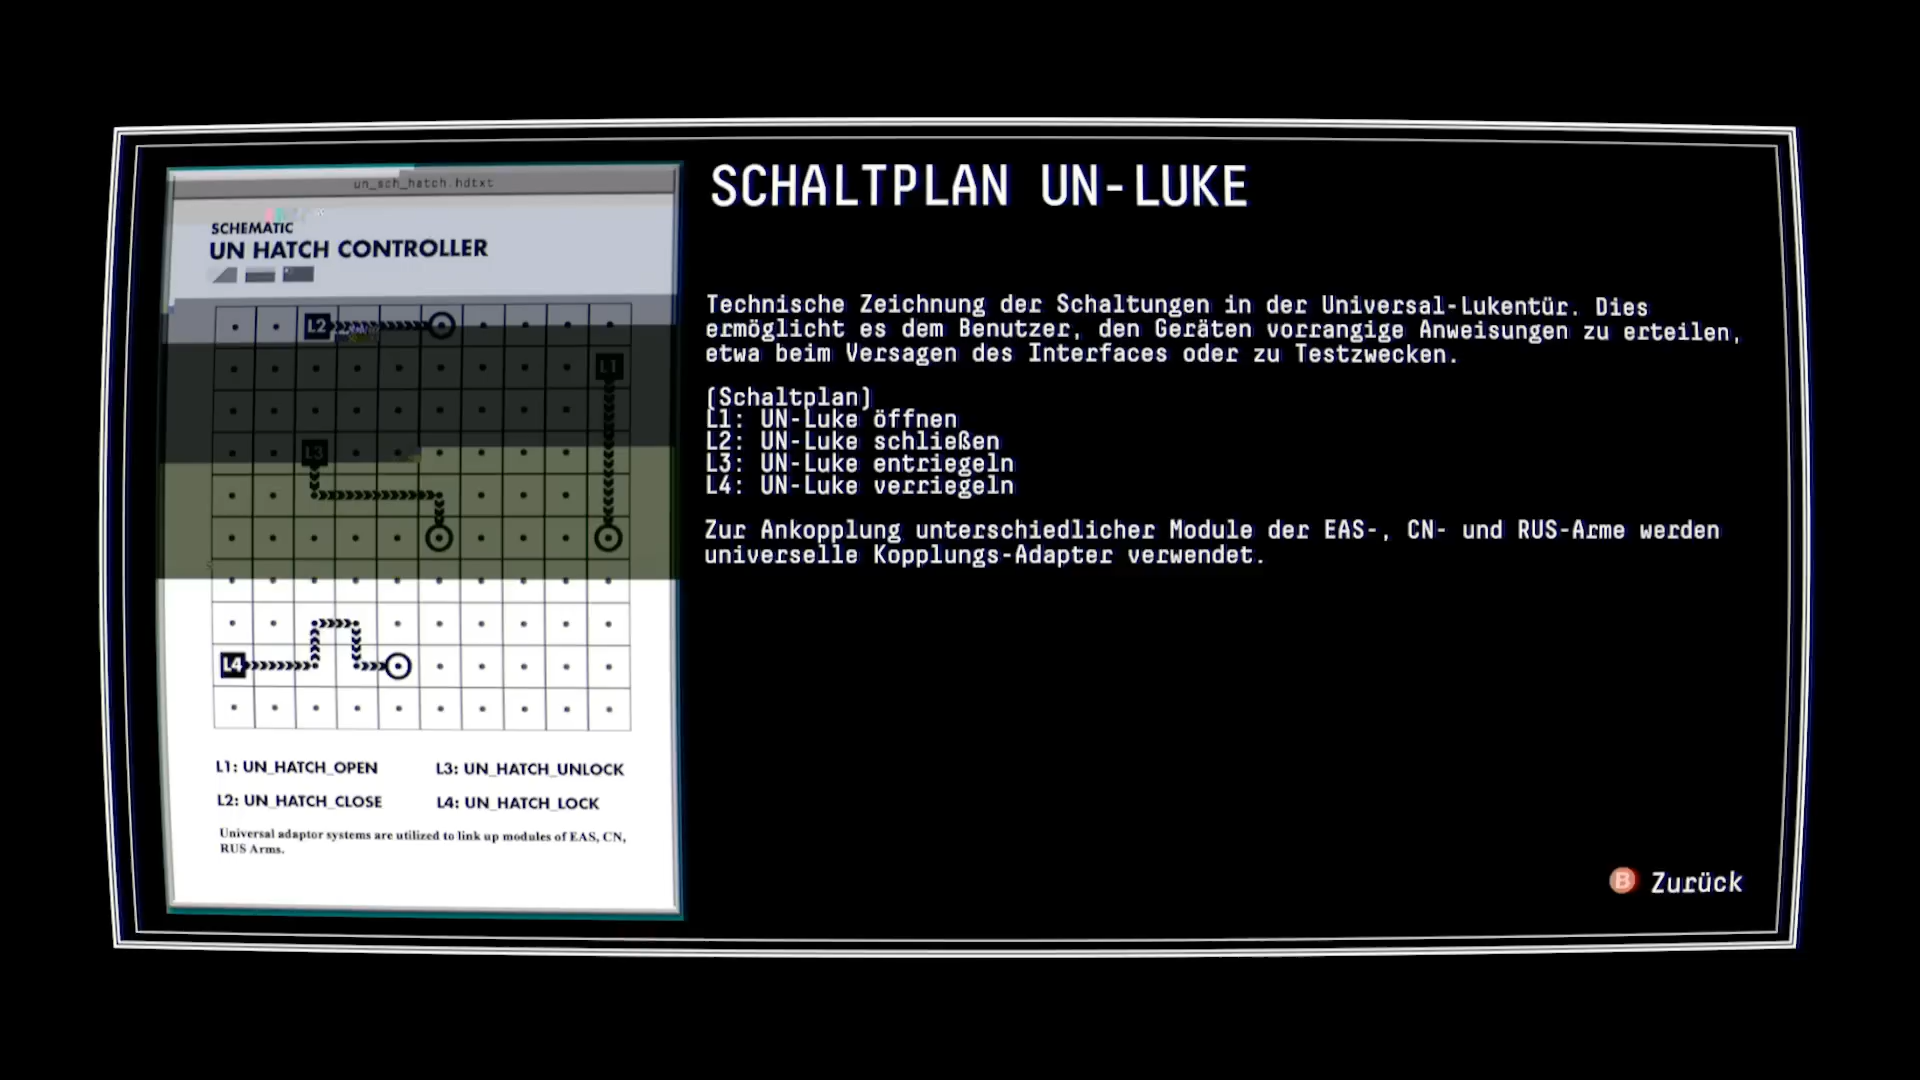 un_sch_hatch.hdtxt
SCHEMATIC
UN HATCH CONTROLLER
L2
L1
L3
L4
L1: UN_HATCH_OPEN
L3: UN_HATCH_UNLOCK
L2: UN_HATCH_CLOSE
L4: UN_HATCH_LOCK
Universal adaptor systems are utilized to link up modules of EAS, CN,
RUS Arms.
SCHALTPLAN UN-LUKE
Technische Zeichnung der Schaltungen in der Universal-Lukentür. Dies
ermöglicht es dem Benutzer, den Geräten vorrangige Anweisungen zu erteilen,
etwa beim Versagen des Interfaces oder zu Testzwecken.
(Schaltplan)
L1: UN-Luke öffnen
L2: UN-Luke schließen
L3: UN-Luke entriegeln
L4: UN-Luke verriegeln
Zur Ankopplung unterschiedlicher Module der EAS-, CN- und RUS-Arme werden
universelle Kopplungs-Adapter verwendet.
B Zurück